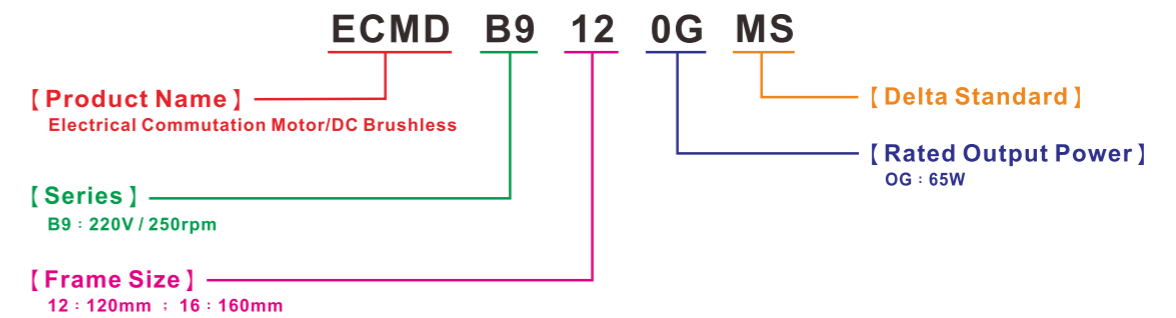 ECMD B9 12 0G MS
【Product Name】
Electrical Commutation Motor/DC Brushless
【Delta Standard】
【Rated Output Power】
OG：65W
【Series】
B9：220V / 250rpm
【Frame Size】
12：120mm ；16：160mm